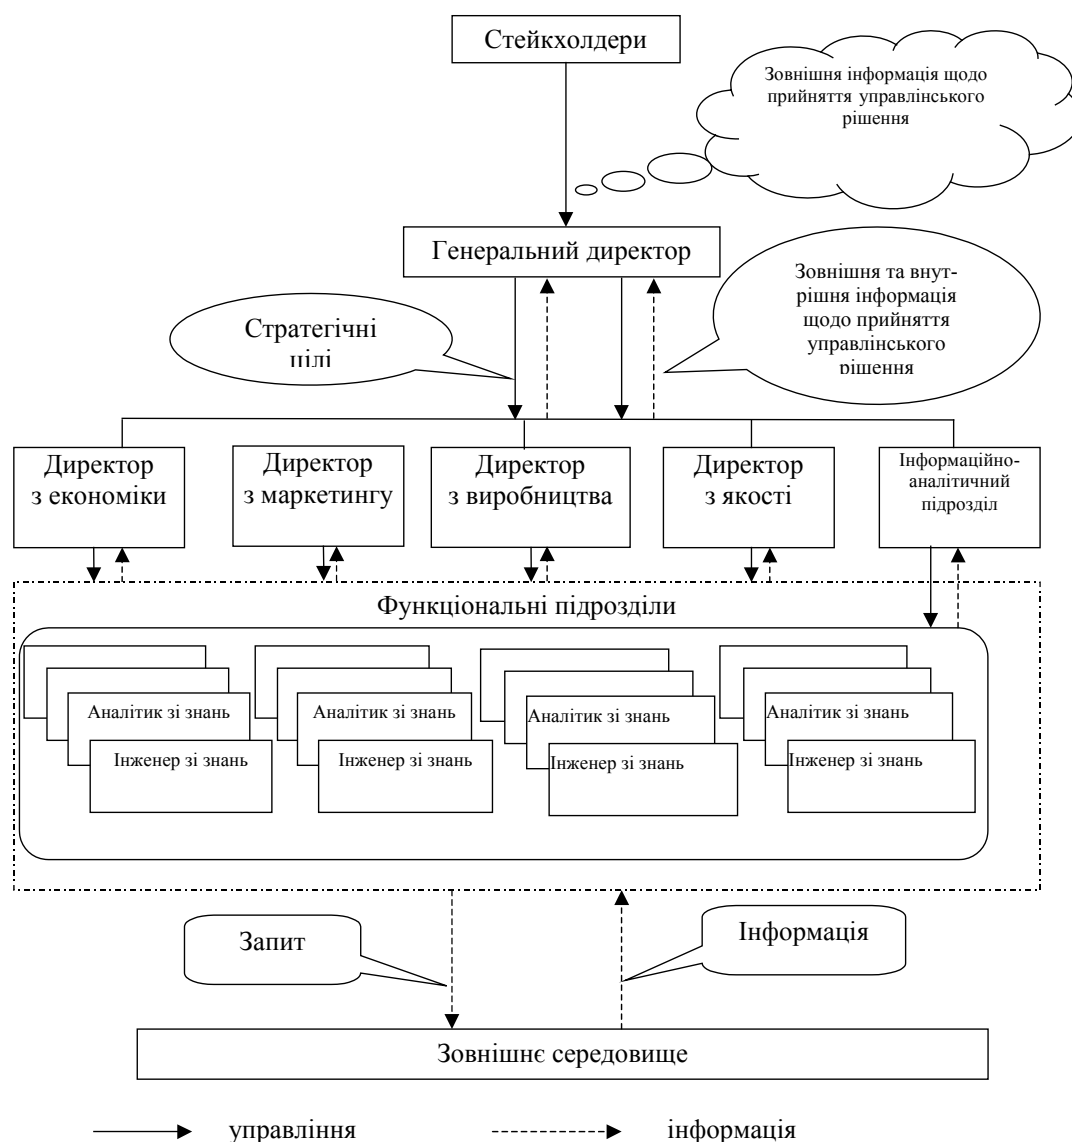 Стейкхолдери
Зовнішня інформація щодо
прийняття управлінського
рішення
Генеральний директор
Стратегічні
цілі
Зовнішня та внут-
рішня інформація
щодо прийняття
управлінського
рішення
Директор
з економіки
Директор
з маркетингу
Директор
з виробництва
Директор
з якості
Інформаційно-
аналітичний
підрозділ
Функціональні підрозділи
Аналітик зі знань
Інженер зі знань
Аналітик зі знань
Інженер зі знань
Аналітик зі знань
Інженер зі знань
Аналітик зі знань
Інженер зі знань
Запит
Інформація
Зовнішнє середовище
управління
інформація